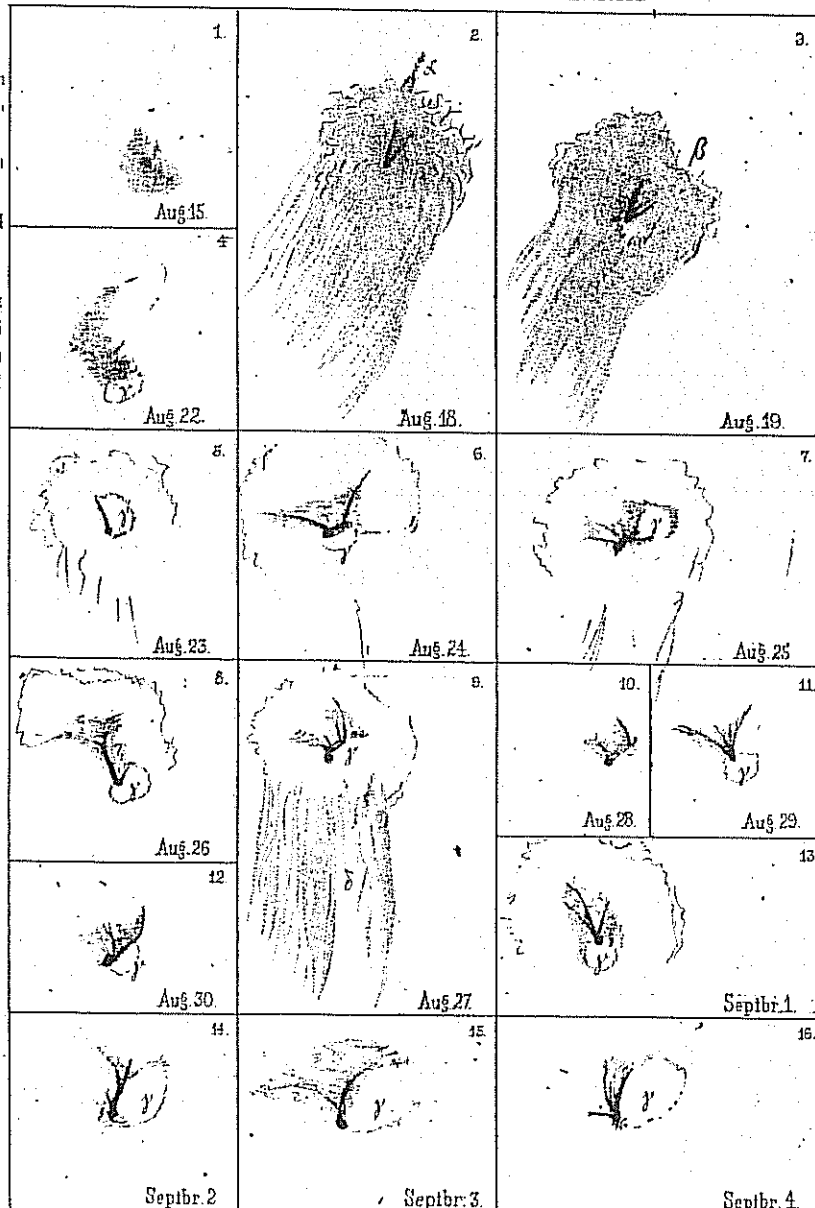 1.
Aug.15.
2.
α
Aug.18.
3.
β
Aug.19.
4
γ
Aug.22.
5.
γ
Aug.23.
6.
γ
Aug.24.
7.
γ
Aug.25
8.
γ
Aug.26
9.
γ
δ
Aug.27.
10.
Aug.28.
11.
γ
Aug.29.
12.
γ
Aug.30.
13
γ
Septbr.1.
14.
γ
Septbr.2
15.
γ
Septbr.3.
16.
γ
Septbr.4.